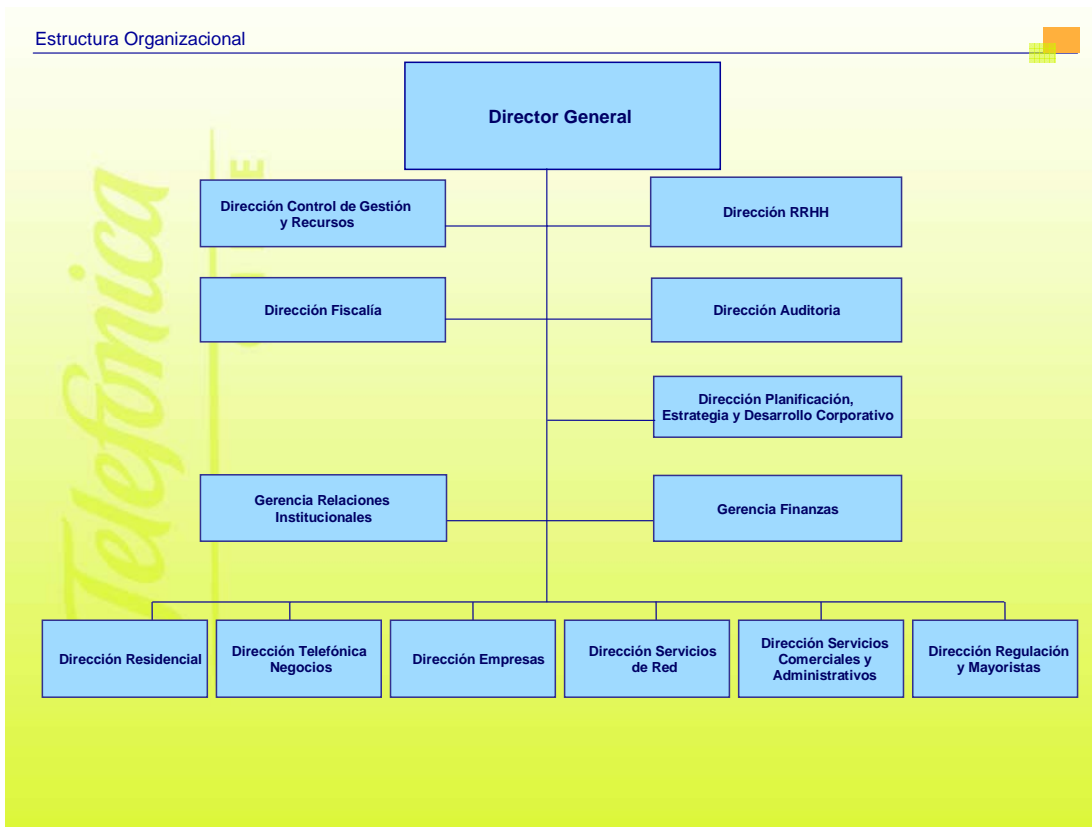 Estructura Organizacional
Director General
Dirección Control de Gestión
y Recursos
Dirección RRHH
Dirección Fiscalía
Dirección Auditoria
Dirección Planificación,
Estrategia y Desarrollo Corporativo
Gerencia Relaciones
Institucionales
Gerencia Finanzas
Dirección Residencial
Dirección Telefónica
Negocios
Dirección Empresas
Dirección Servicios
de Red
Dirección Servicios
Comerciales y
Administrativos
Dirección Regulación
y Mayoristas
Telefónica